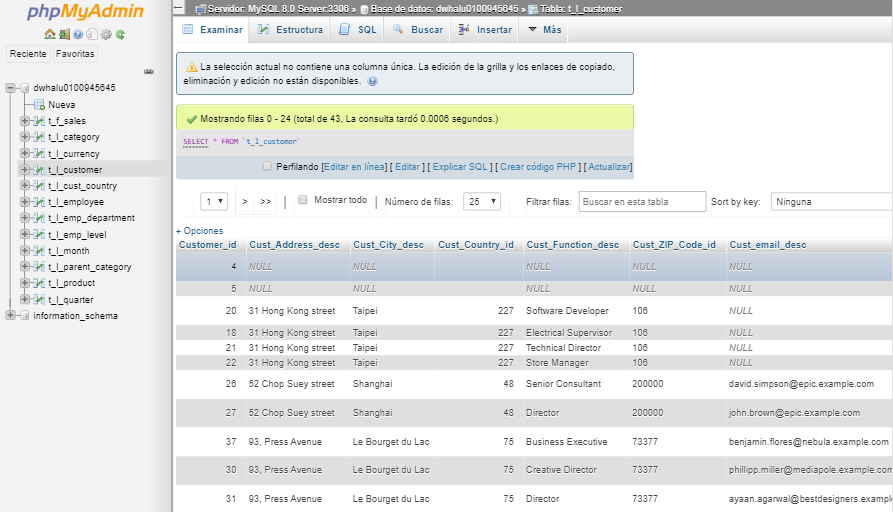 phpMyAdmin
Reciente Favoritas
dwhalu0100945645
Nueva
t_f_sales
t_l_category
t_l_currency
t_l_customer
t_l_cust_country
t_l_employee
t_l_emp_department
t_l_emp_level
t_l_month
t_l_parent_category
t_l_product
t_l_quarter
information_schema
Servidor: MySQL 8.0 Server:3306 » Base de datos: dwhalu0100945645 » Tabla: t_l_customer
Examinar Estructura SQL Buscar Insertar Más
La selección actual no contiene una columna única. La edición de la grilla y los enlaces de copiado,
eliminación y edición no están disponibles.
Mostrando filas 0 - 24 (total de 43, La consulta tardó 0.0006 segundos.)
SELECT * FROM `t_l_customer`
Perfilando [Editar en línea] [ Editar ] [ Explicar SQL ] [ Crear código PHP ] [ Actualizar]
1 > >> | Mostrar todo | Número de filas: 25 Filtrar filas: Buscar en esta tabla Sort by key: Ninguna
+ Opciones
Customer_id Cust_Address_desc Cust_City_desc Cust_Country_id Cust_Function_desc Cust_ZIP_Code_id Cust_email_desc
4 NULL NULL NULL NULL NULL
5 NULL NULL NULL NULL NULL
20 31 Hong Kong street Taipei 227 Software Developer 106 NULL
18 31 Hong Kong street Taipei 227 Electrical Supervisor 106 NULL
21 31 Hong Kong street Taipei 227 Technical Director 106 NULL
22 31 Hong Kong street Taipei 227 Store Manager 106 NULL
26 52 Chop Suey street Shanghai 48 Senior Consultant 200000 david.simpson@epic.example.com
27 52 Chop Suey street Shanghai 48 Director 200000 john.brown@epic.example.com
37 93, Press Avenue Le Bourget du Lac 75 Business Executive 73377 benjamin.flores@nebula.example.com
30 93, Press Avenue Le Bourget du Lac 75 Creative Director 73377 phillipp.miller@mediapole.example.com
31 93, Press Avenue Le Bourget du Lac 75 Director 73377 ayaan.agarwal@bestdesigners.exampl